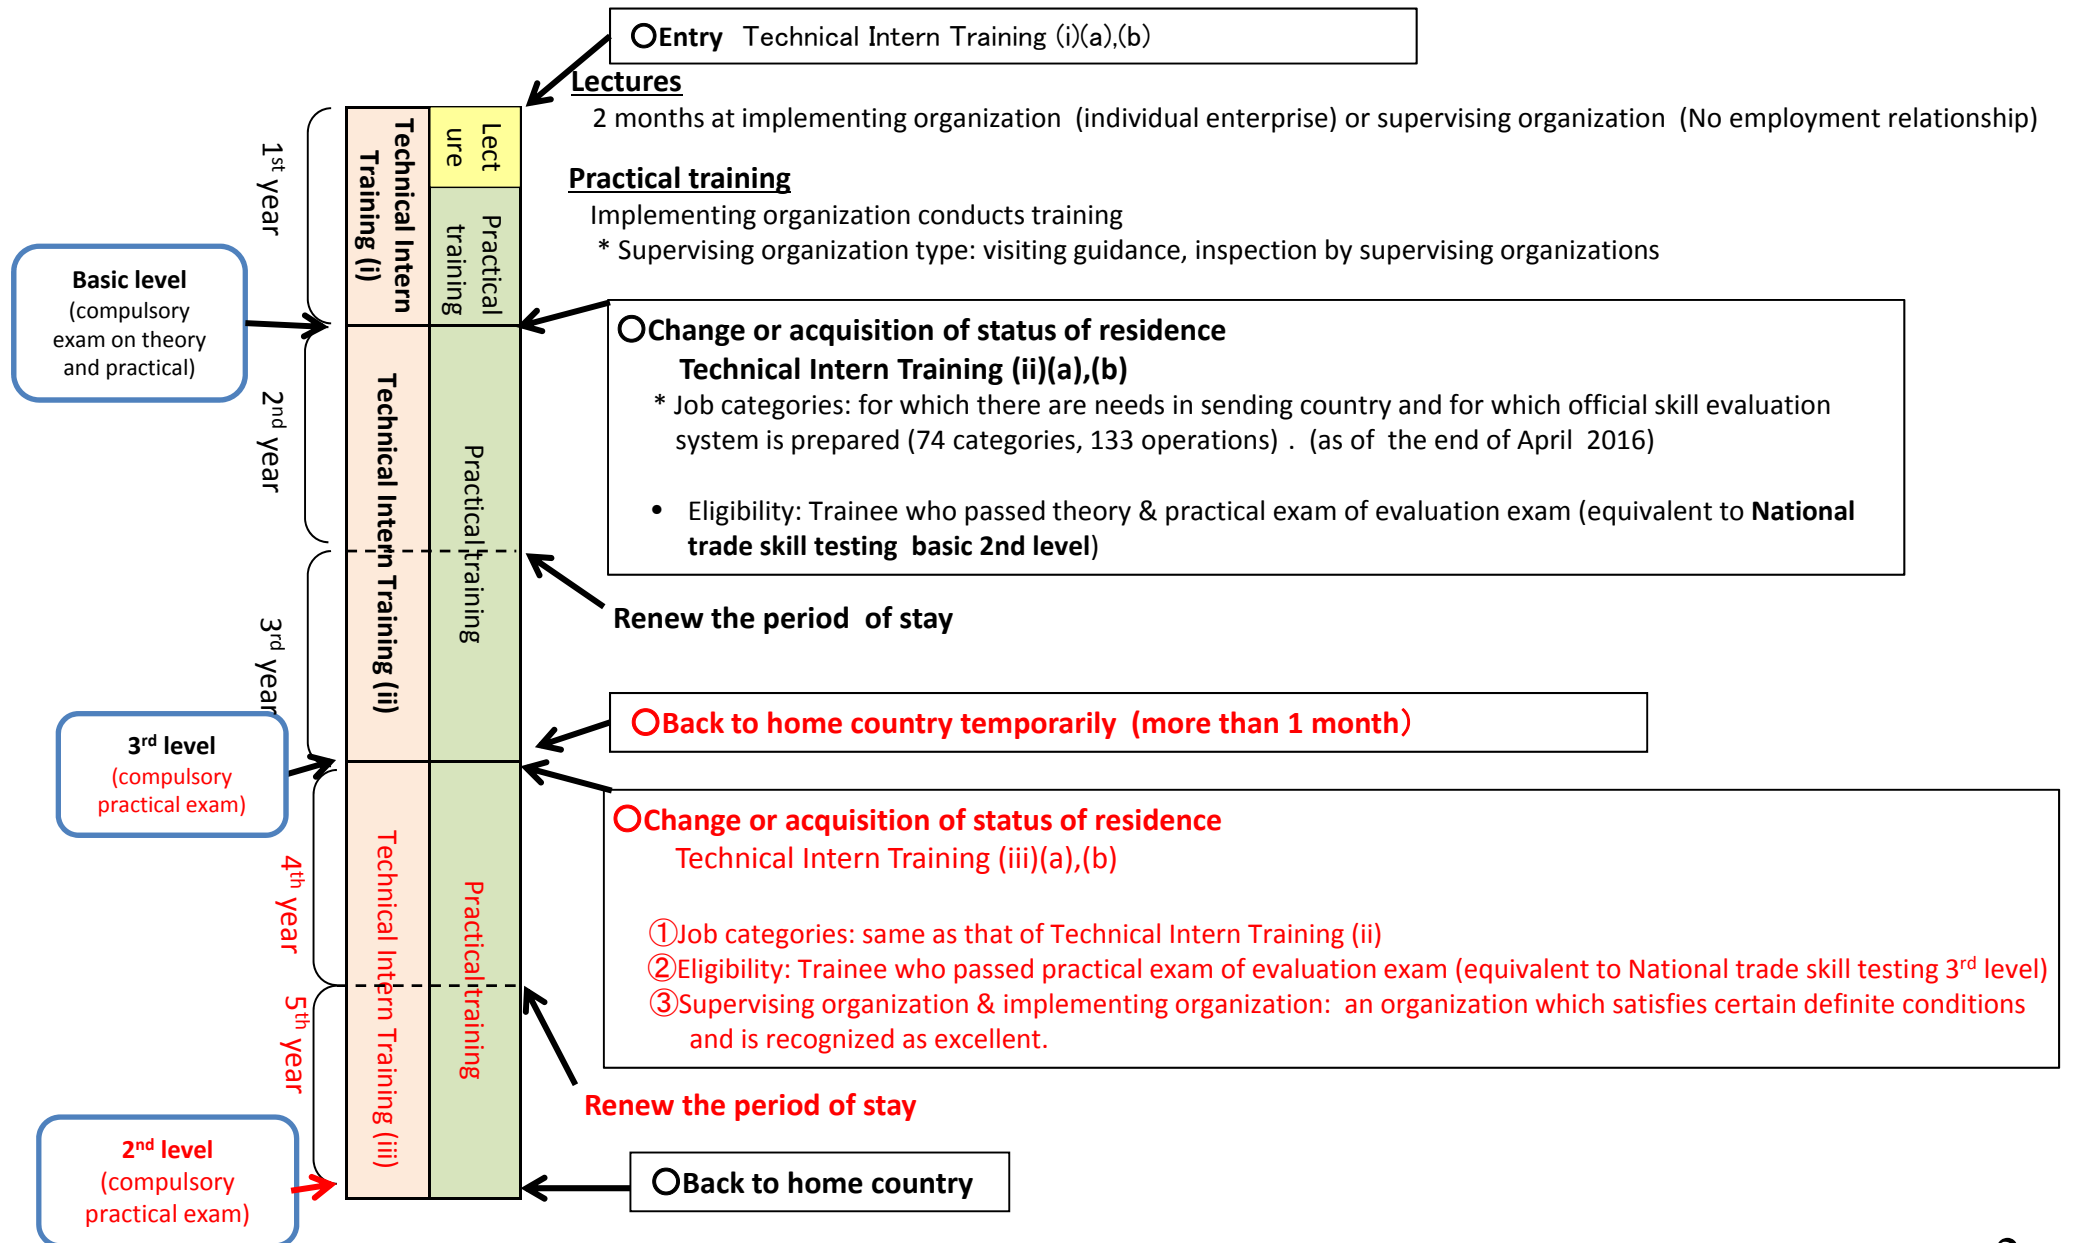 ○Entry Technical Intern Training (i)(a),(b)
Lectures
2 months at implementing organization (individual enterprise) or supervising organization (No employment relationship)
Practical training
Implementing organization conducts training
* Supervising organization type: visiting guidance, inspection by supervising organizations
1st year
Technical Intern
Training (i)
Lect
ure
Practical
training
Basic level
(compulsory
exam on theory
and practical)
○Change or acquisition of status of residence
Technical Intern Training (ii)(a),(b)
* Job categories: for which there are needs in sending country and for which official skill evaluation
system is prepared (74 categories, 133 operations) . (as of the end of April 2016)
• Eligibility: Trainee who passed theory & practical exam of evaluation exam (equivalent to National
trade skill testing basic 2nd level)
2nd year
Technical Intern Training (ii)
Practical training
Renew the period of stay
3rd year
○Back to home country temporarily (more than 1 month）
3rd level
(compulsory
practical exam)
○Change or acquisition of status of residence
Technical Intern Training (iii)(a),(b)
①Job categories: same as that of Technical Intern Training (ii)
②Eligibility: Trainee who passed practical exam of evaluation exam (equivalent to National trade skill testing 3rd level)
③Supervising organization & implementing organization: an organization which satisfies certain definite conditions
and is recognized as excellent.
4th year
Technical Intern Training (iii)
Practical training
5th year
Renew the period of stay
2nd level
(compulsory
practical exam)
○Back to home country